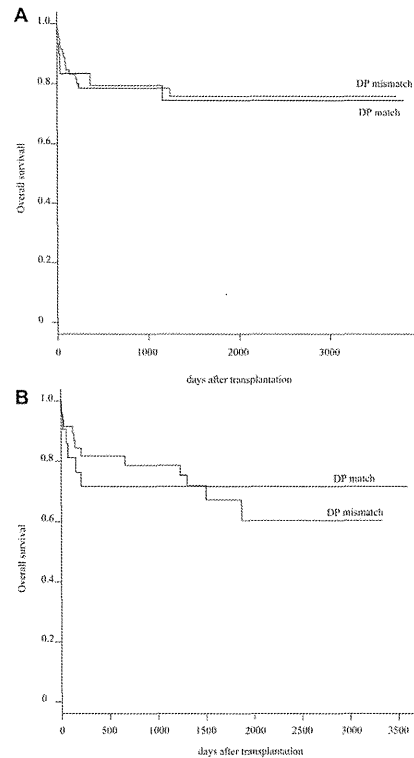 A
1.0
0.8
0.6
0.4
0.2
0
Overall survival
DP mismatch
DP match
0 1000 2000 3000
days after transplantation
B
1.0
0.8
0.6
0.4
0.2
0
Overall survival
DP match
DP mismatch
0 500 1000 1500 2000 2500 3000 3500
days after transplantation